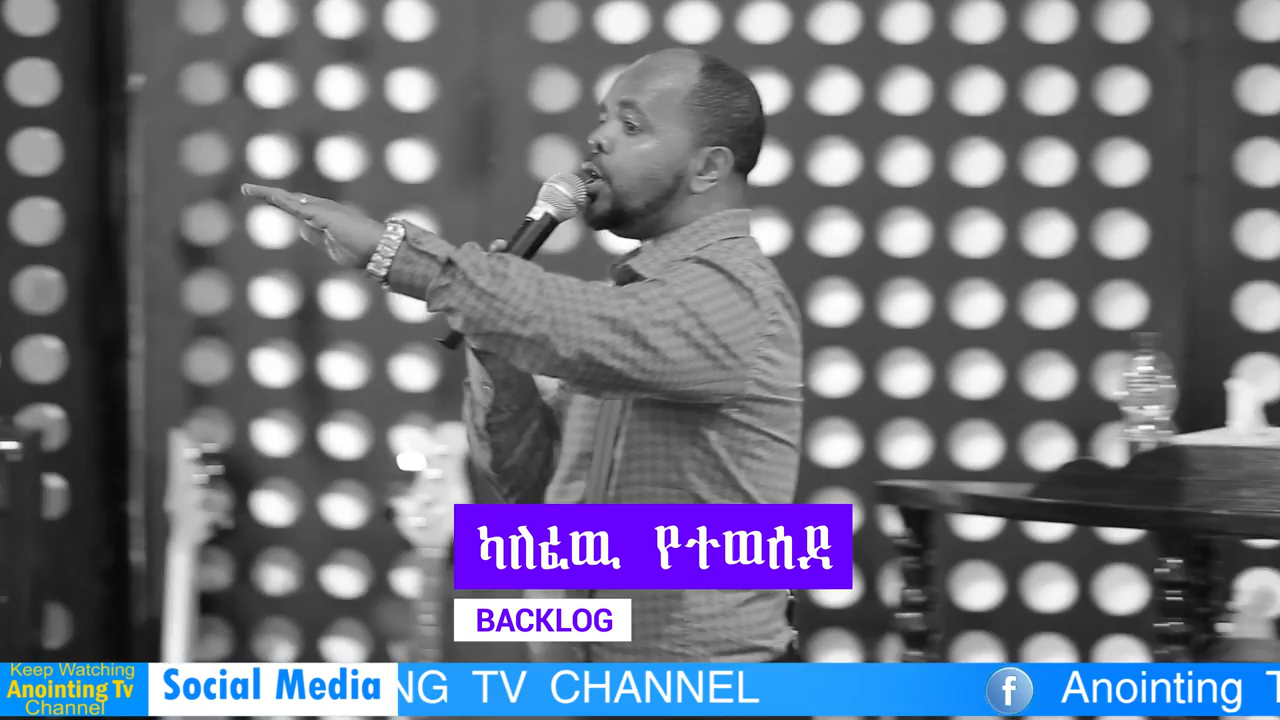 ካለፈዉ የተወሰደ
BACKLOG
Keep Watching
Anointing Tv
Channel
Social Media
NG TV CHANNEL
f Anointing T